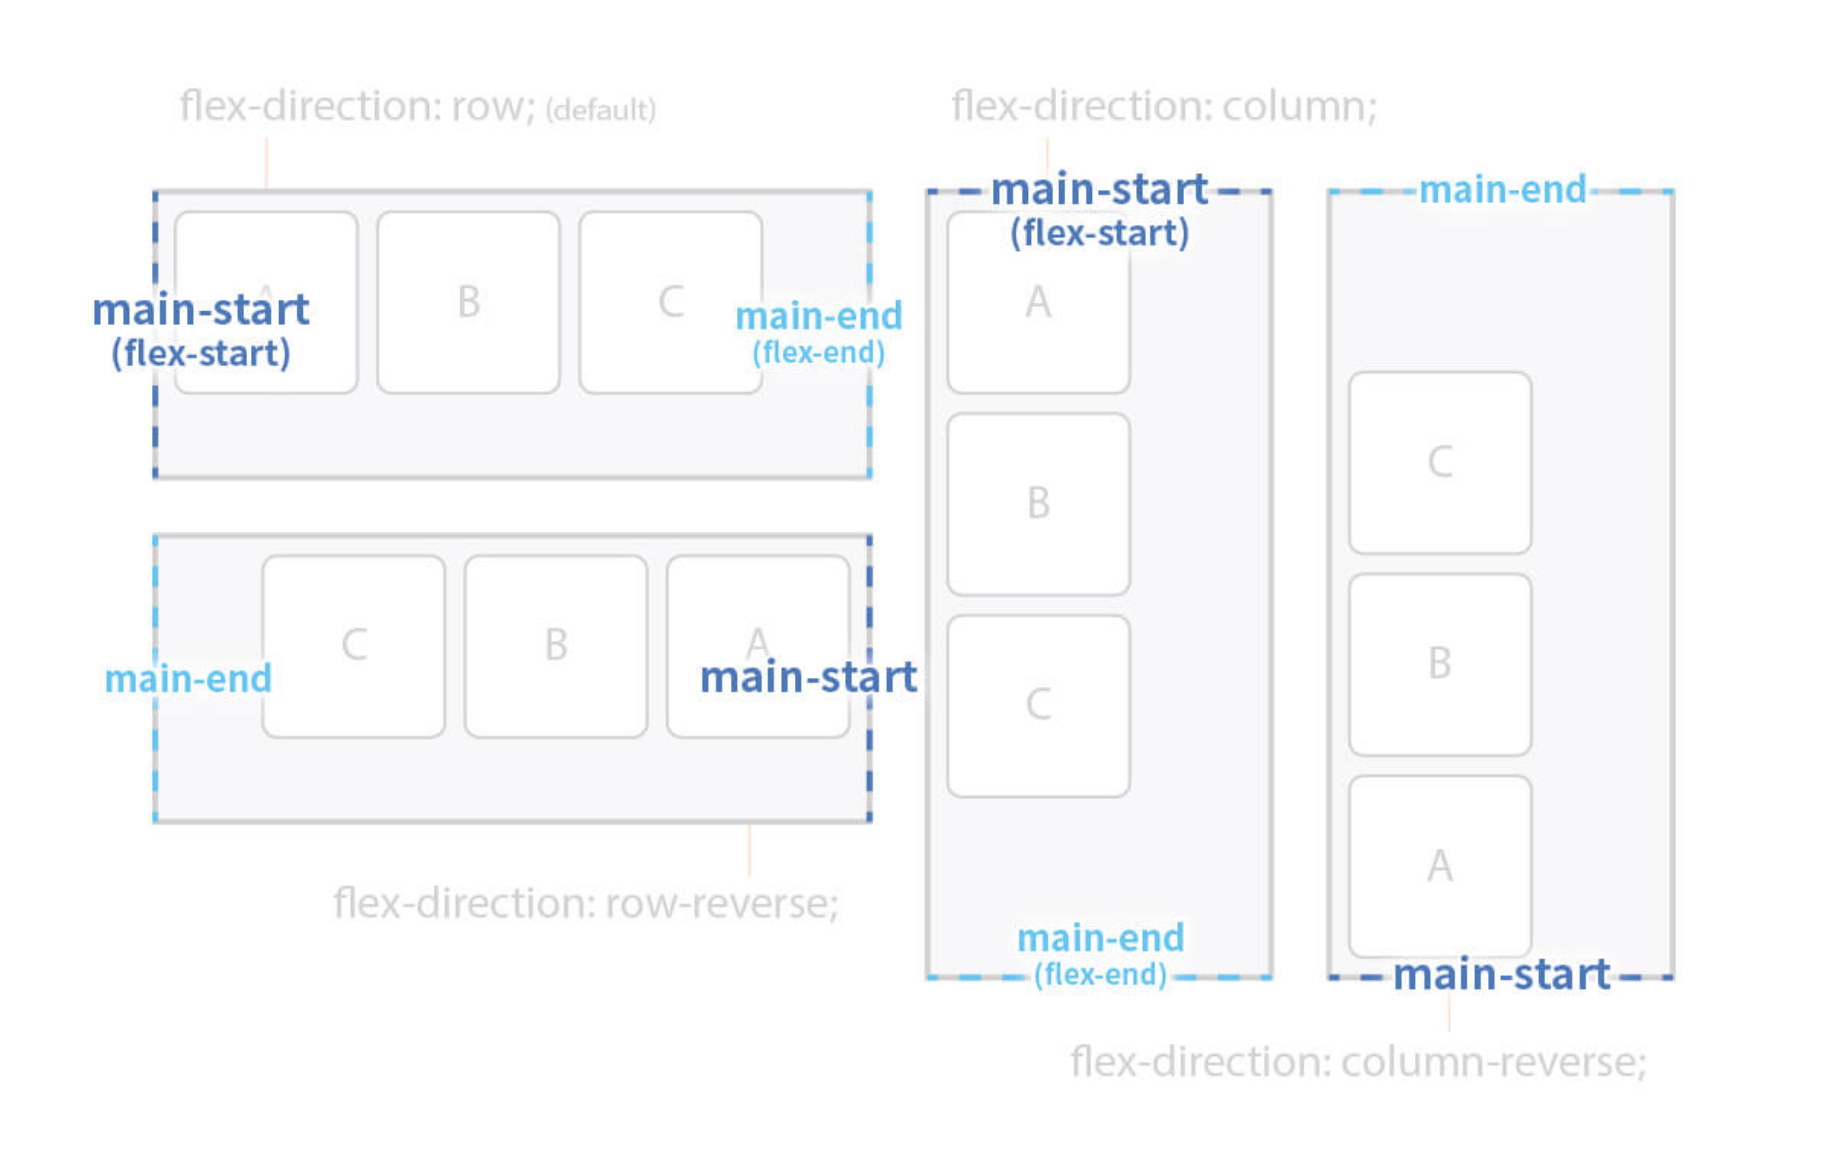 flex-direction: row; (default)
main-start
(flex-start)
A
B
C
main-end
(flex-end)
main-end
C
B
A
main-start
flex-direction: row-reverse;
flex-direction: column;
main-start
(flex-start)
A
B
C
main-end
(flex-end)
main-end
C
B
A
main-start
flex-direction: column-reverse;